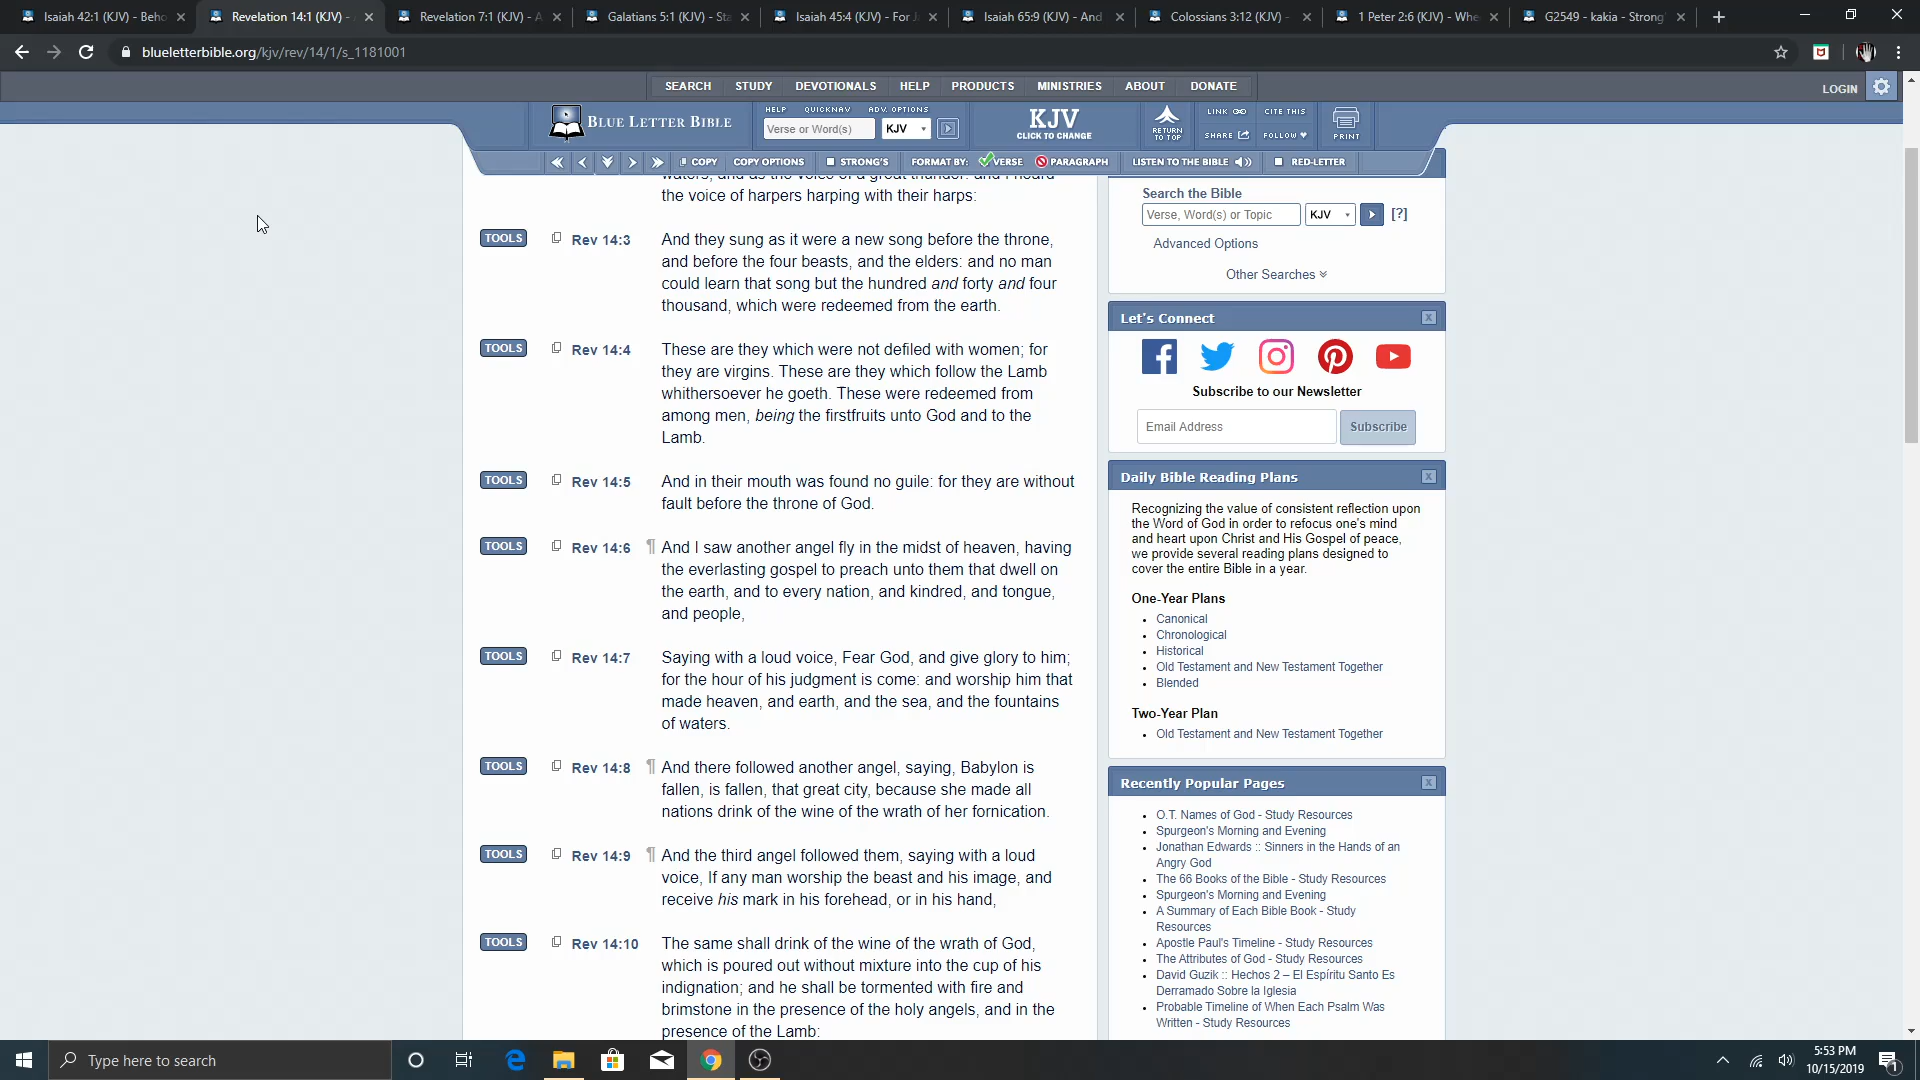 Isaiah 42:1 (KJV) - Beho
Revelation 14:1 (KJV) -
Revelation 7:1 (KJV) - A
Galatians 5:1 (KJV) - Sta
Isaiah 45:4 (KJV) - For J
Isaiah 65:9 (KJV) - And
Colossians 3:12 (KJV) -
1 Peter 2:6 (KJV) - Whe
G2549 - kakia - Strong'
blueletterbible.org/kjv/rev/14/1/s_1181001
SEARCH STUDY DEVOTIONALS HELP PRODUCTS MINISTRIES ABOUT DONATE
LOGIN
BLUE LETTER BIBLE
HELP QUICKNAV ADV. OPTIONS
Verse or Word(s) KJV
KJV
CLICK TO CHANGE
RETURN
TO TOP
LINK CITE THIS
SHARE FOLLOW
PRINT
COPY COPY OPTIONS STRONG'S FORMAT BY: VERSE PARAGRAPH LISTEN TO THE BIBLE RED-LETTER
waters, and as the voice of a great thunder: and I heard
the voice of harpers harping with their harps:
TOOLS Rev 14:3 And they sung as it were a new song before the throne,
and before the four beasts, and the elders: and no man
could learn that song but the hundred and forty and four
thousand, which were redeemed from the earth.
TOOLS Rev 14:4 These are they which were not defiled with women; for
they are virgins. These are they which follow the Lamb
whithersoever he goeth. These were redeemed from
among men, being the firstfruits unto God and to the
Lamb.
TOOLS Rev 14:5 And in their mouth was found no guile: for they are without
fault before the throne of God.
TOOLS Rev 14:6 ¶ And I saw another angel fly in the midst of heaven, having
the everlasting gospel to preach unto them that dwell on
the earth, and to every nation, and kindred, and tongue,
and people,
TOOLS Rev 14:7 Saying with a loud voice, Fear God, and give glory to him;
for the hour of his judgment is come: and worship him that
made heaven, and earth, and the sea, and the fountains
of waters.
TOOLS Rev 14:8 ¶ And there followed another angel, saying, Babylon is
fallen, is fallen, that great city, because she made all
nations drink of the wine of the wrath of her fornication.
TOOLS Rev 14:9 ¶ And the third angel followed them, saying with a loud
voice, If any man worship the beast and his image, and
receive his mark in his forehead, or in his hand,
TOOLS Rev 14:10 The same shall drink of the wine of the wrath of God,
which is poured out without mixture into the cup of his
indignation; and he shall be tormented with fire and
brimstone in the presence of the holy angels, and in the
presence of the Lamb:
Search the Bible
Verse, Word(s) or Topic KJV [?]
Advanced Options
Other Searches
Let's Connect
Subscribe to our Newsletter
Email Address Subscribe
Daily Bible Reading Plans
Recognizing the value of consistent reflection upon
the Word of God in order to refocus one's mind
and heart upon Christ and His Gospel of peace,
we provide several reading plans designed to
cover the entire Bible in a year.
One-Year Plans
Canonical
Chronological
Historical
Old Testament and New Testament Together
Blended
Two-Year Plan
Old Testament and New Testament Together
Recently Popular Pages
O.T. Names of God - Study Resources
Spurgeon's Morning and Evening
Jonathan Edwards :: Sinners in the Hands of an
Angry God
The 66 Books of the Bible - Study Resources
Spurgeon's Morning and Evening
A Summary of Each Bible Book - Study
Resources
Apostle Paul's Timeline - Study Resources
The Attributes of God - Study Resources
David Guzik :: Hechos 2 – El Espíritu Santo Es
Derramado Sobre la Iglesia
Probable Timeline of When Each Psalm Was
Written - Study Resources
Type here to search
5:53 PM
10/15/2019
1